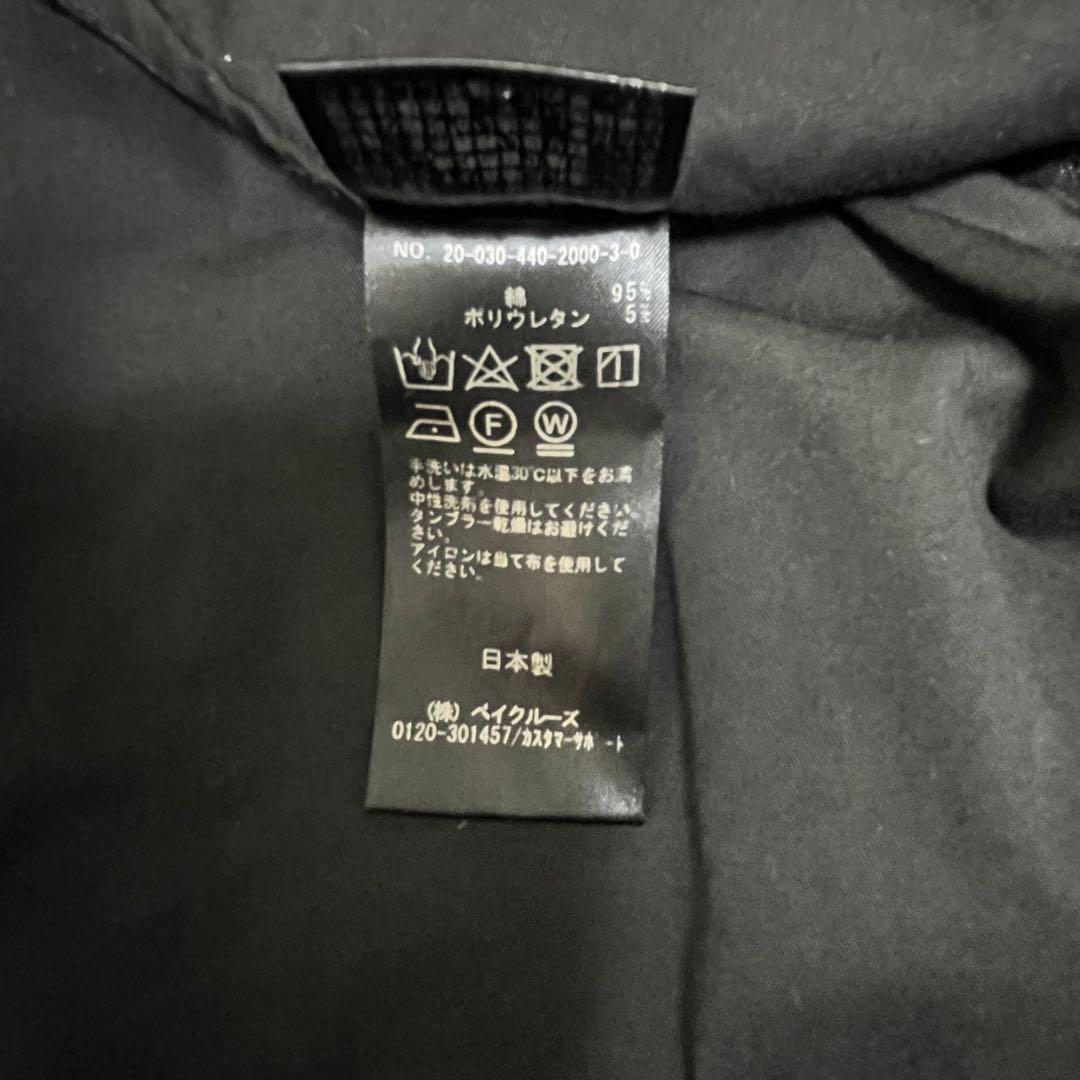 NO. 20-030-440-2000-3-0
綿 95%
ポリウレタン 5%
F W
手洗いは水温30℃以下をお薦
めします。
中性洗剤を使用してください。
タンブラー乾燥はお避けくだ
さい。
アイロンは当て布を使用して
ください。
日本製
(株) ベイクルーズ
0120-301457/カスタマーサポート